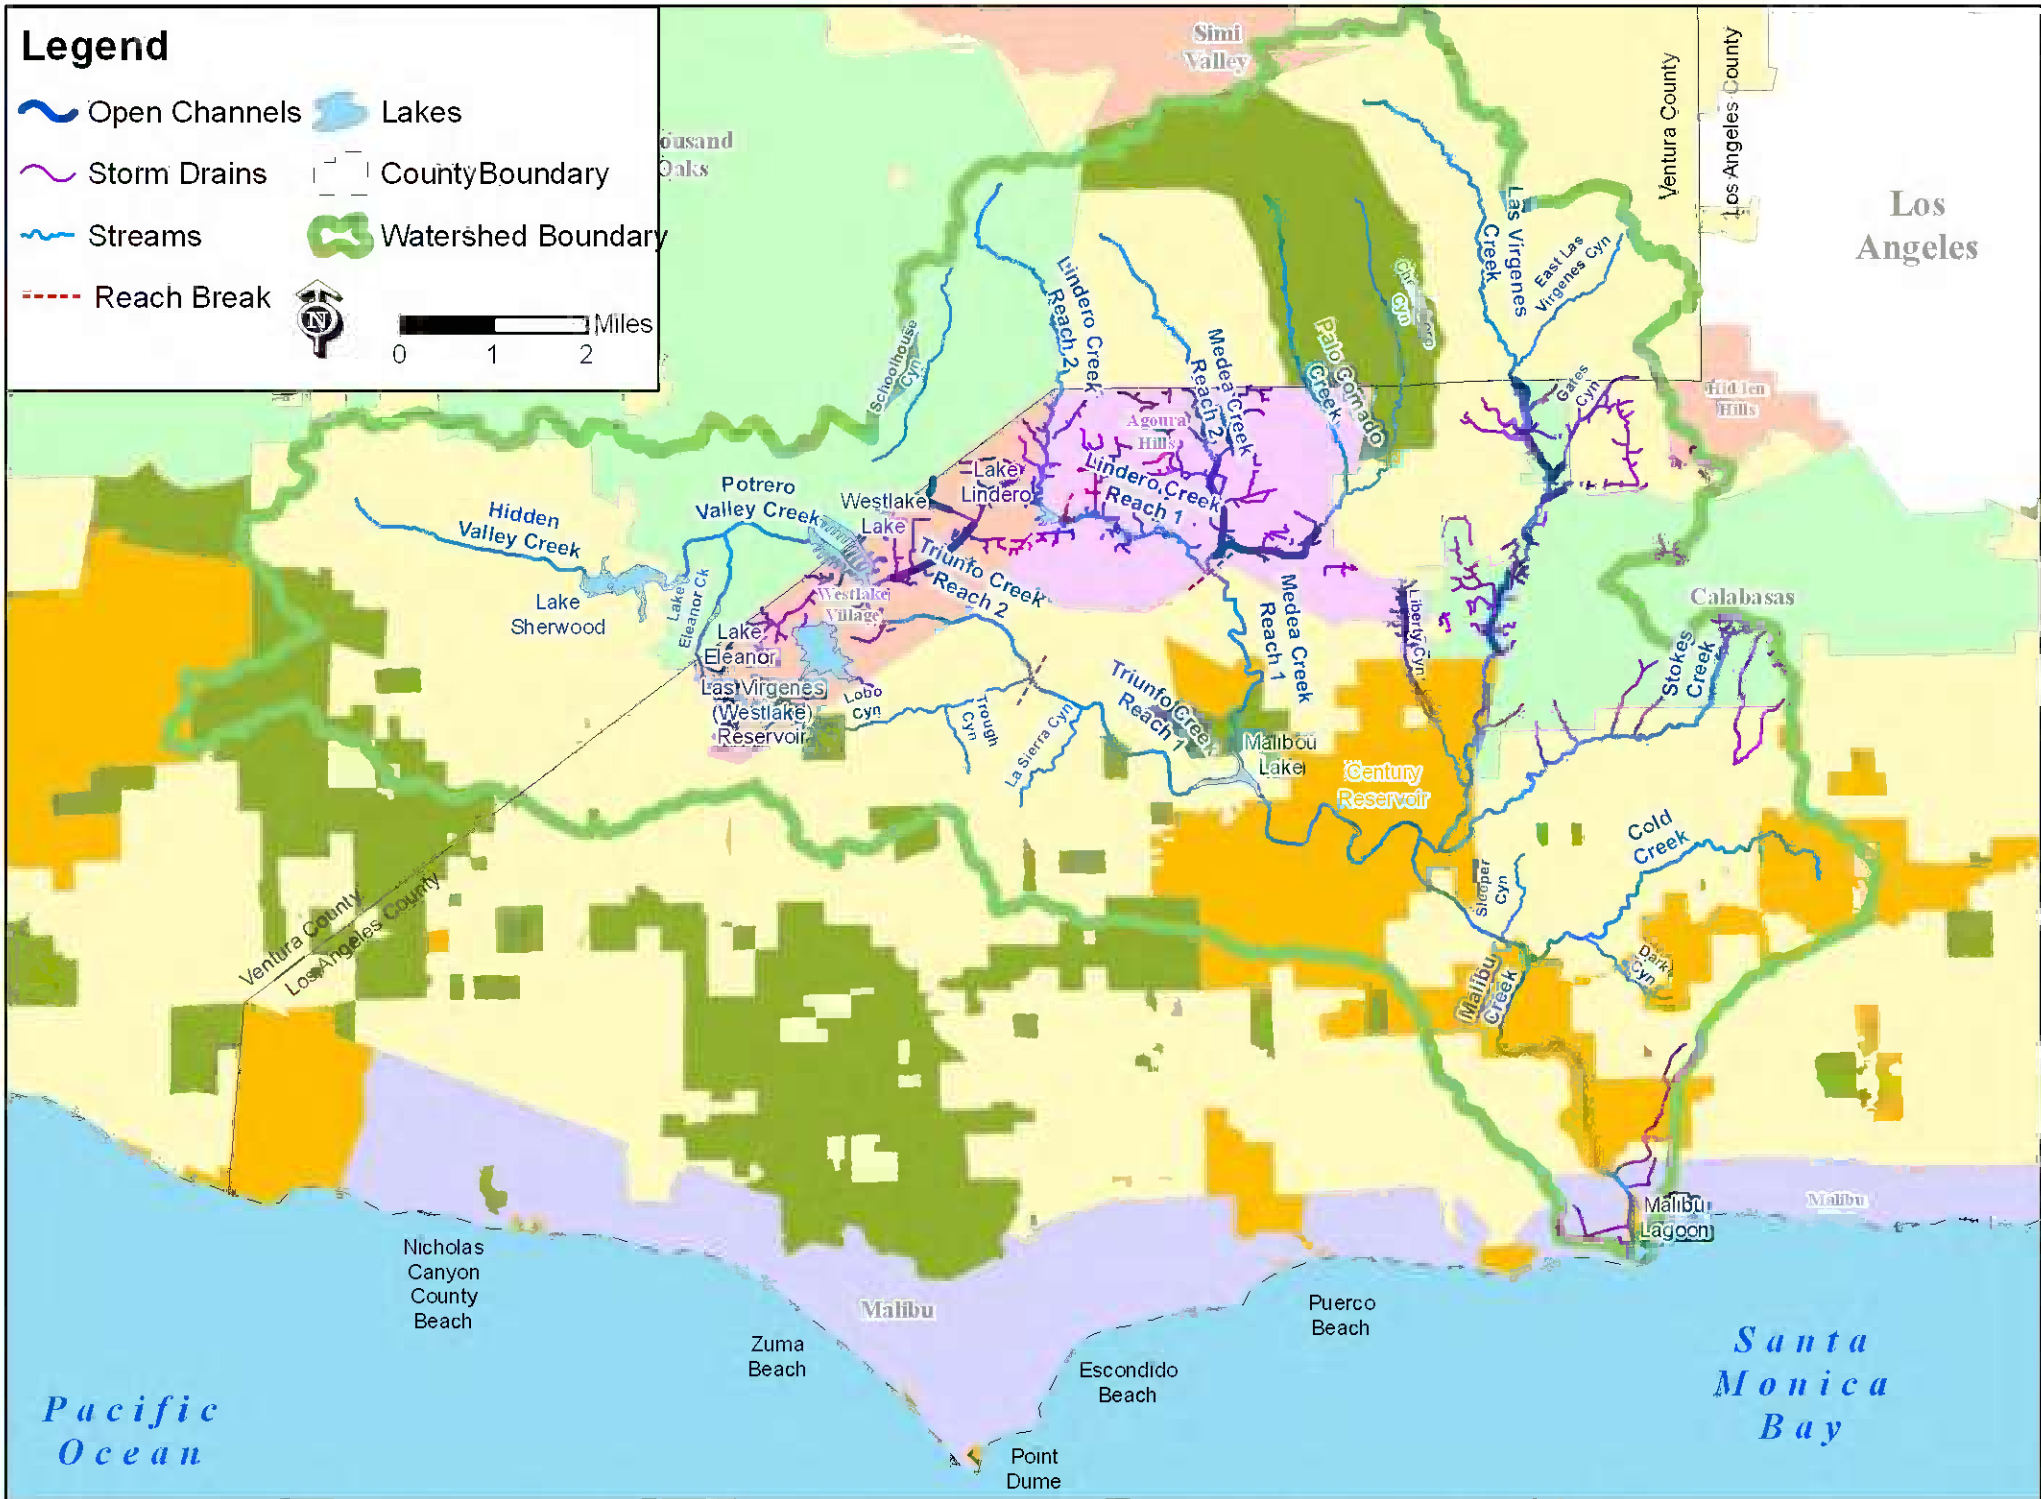 Legend
Open Channels
Lakes
Storm Drains
CountyBoundary
Streams
Watershed Boundary
Reach Break
N
Miles
0 1 2
Simi
Valley
ousand
Oaks
Ventura County
Los Angeles County
Los
Angeles
Las Virgenes
Creek
East Las
Virgenes Cyn
Cyn
Lindero Creek
Reach 2
Schoolhouse
Cyn
Medea Creek
Reach 2
Palo Comado
Creek
Gates
Cyn
Hidden
Hills
Agoura
Hills
Lake
Lindero
Lindero Creek
Reach 1
Potrero
Valley Creek
Westlake
Lake
Hidden
Valley Creek
Triunfo Creek
Reach 2
Lake
Sherwood
Lake
Eleanor Ck
Westlake
Village
Lake
Eleanor
Medea Creek
Reach 1
Liberty Cyn
Calabasas
Stokes
Creek
Las Virgenes
(Westlake)
Reservoir
Lobo
Cyn
Trough
Cyn
La Sierra Cyn
Triunfo Creek
Reach 1
Malibou
Lake
Century
Reservoir
Cold
Creek
Sleeper
Cyn
Dark
Cyn
Ventura County
Los Angeles County
Malibu
Creek
Malibu
Lagoon
Malibu
Nicholas
Canyon
County
Beach
Malibu
Puerco
Beach
Zuma
Beach
Escondido
Beach
Santa
Monica
Bay
Pacific
Ocean
Point
Dume